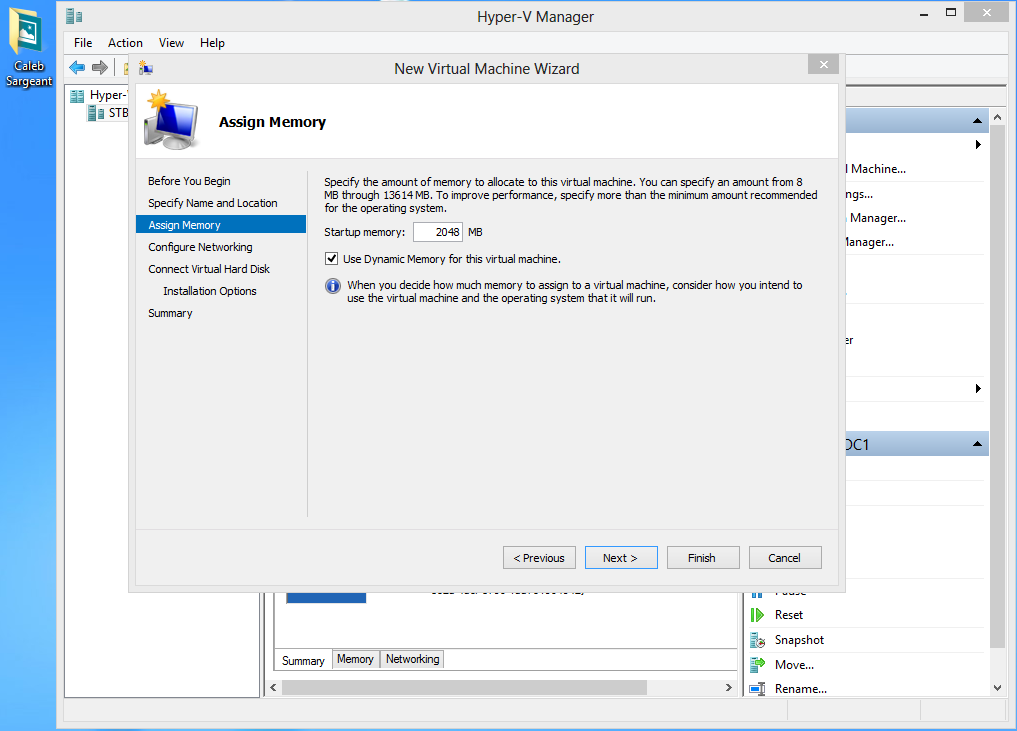 Caleb
Sargeant
Hyper-V Manager
File Action View Help
New Virtual Machine Wizard
Hyper-
STB
Assign Memory
Before You Begin
Specify Name and Location
Assign Memory
Configure Networking
Connect Virtual Hard Disk
Installation Options
Summary
Specify the amount of memory to allocate to this virtual machine. You can specify an amount from 8
MB through 13614 MB. To improve performance, specify more than the minimum amount recommended
for the operating system.
Startup memory: 2048 MB
Use Dynamic Memory for this virtual machine.
When you decide how much memory to assign to a virtual machine, consider how you intend to
use the virtual machine and the operating system that it will run.
< Previous Next > Finish Cancel
Machine...
ngs...
Manager...
Manager...
er
DC1
Pause
Reset
Snapshot
Move...
Rename...
Summary Memory Networking